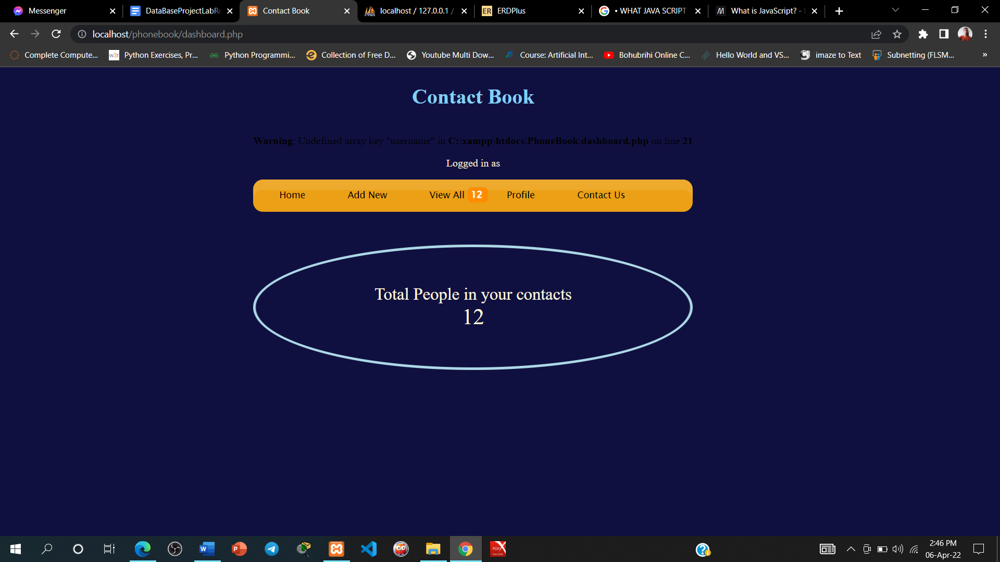 Messenger
DataBaseProjectLabRe
Contact Book
localhost / 127.0.0.1 /
ERDPlus
• WHAT JAVA SCRIPT
What is JavaScript? -
localhost/phonebook/dashboard.php
Complete Compute...
Python Exercises, Pr...
Python Programmi...
Collection of Free D...
Youtube Multi Dow...
Course: Artificial Int...
Bohubrihi Online C...
Hello World and VS...
imaze to Text
Subnetting (FLSM...
»
Contact Book
Warning: Undefined array key "username" in C:\xampp\htdocs\PhoneBook\dashboard.php on line 21
Logged in as
Home Add New View All 12 Profile Contact Us
Total People in your contacts
12
2:46 PM
06-Apr-22